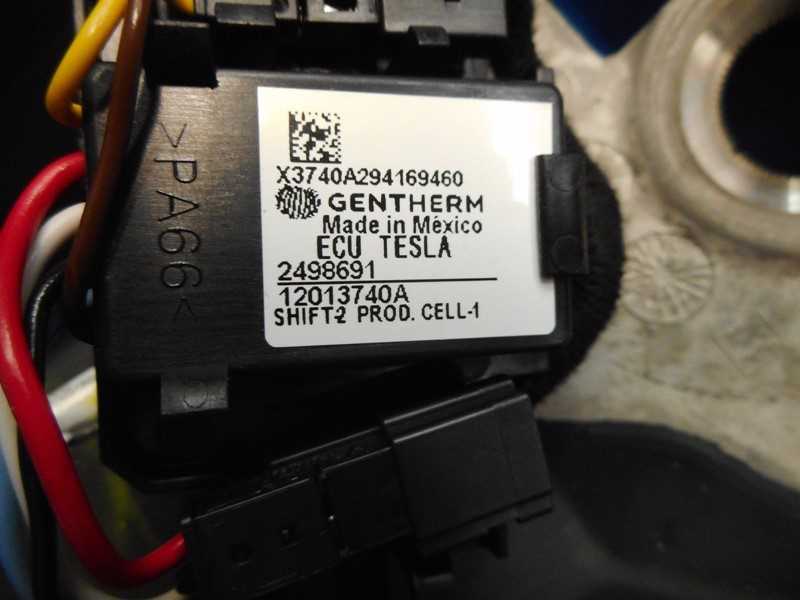 >PA66<
X3740A294169460
GENTHERM
Made in México
ECU TESLA
2498691
12013740A
SHIFT-2 PROD. CELL-1